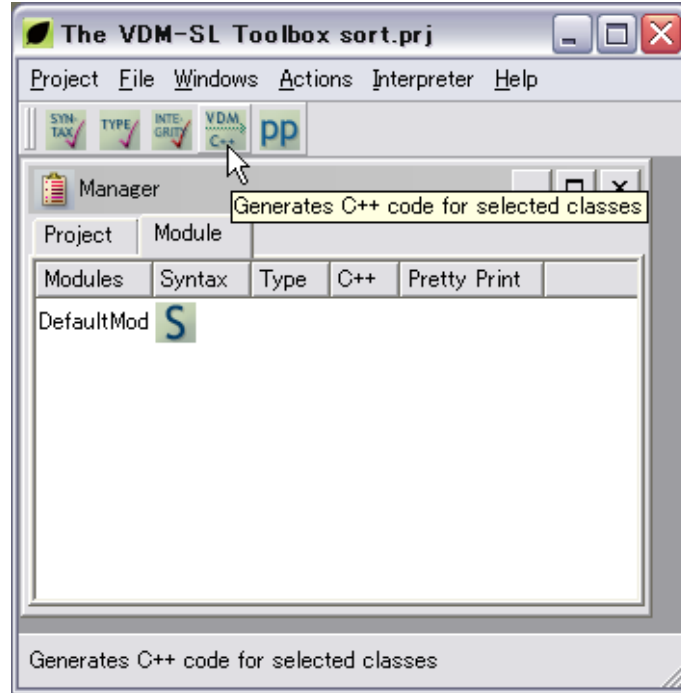 The VDM-SL Toolbox sort.prj
Project File Windows Actions Interpreter Help
SYN-TAX TYPE INTE-GRITY VDM C++ pp
Manager
Generates C++ code for selected classes
Project Module
Modules Syntax Type C++ Pretty Print
DefaultMod S
Generates C++ code for selected classes